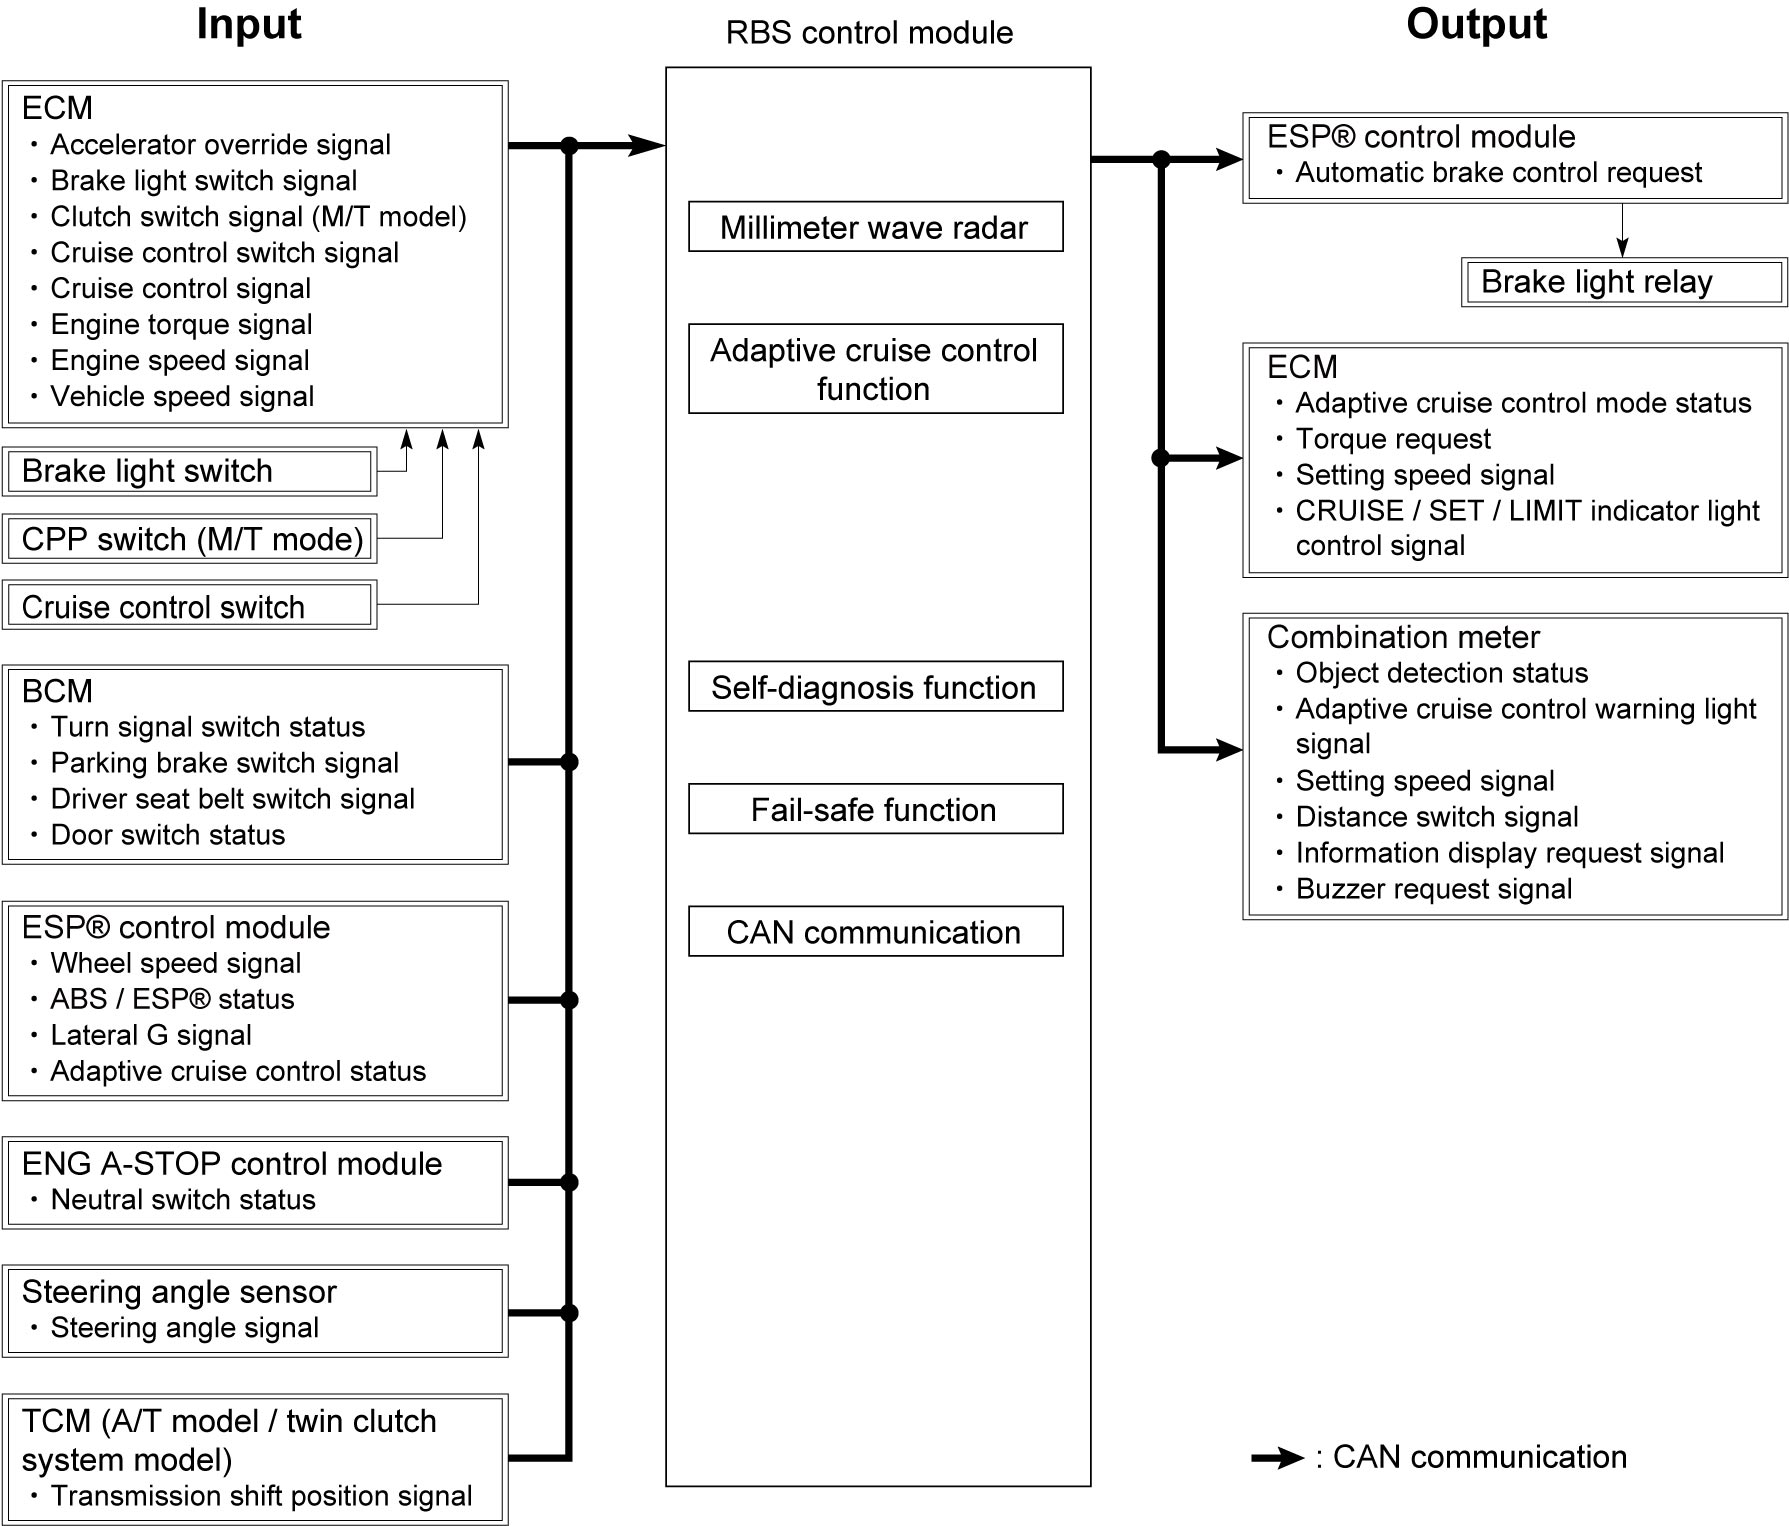 Input
ECM
・ Accelerator override signal
・ Brake light switch signal
・ Clutch switch signal (M/T model)
・ Cruise control switch signal
・ Cruise control signal
・ Engine torque signal
・ Engine speed signal
・ Vehicle speed signal
Brake light switch
CPP switch (M/T mode)
Cruise control switch
BCM
・ Turn signal switch status
・ Parking brake switch signal
・ Driver seat belt switch signal
・ Door switch status
ESP® control module
・ Wheel speed signal
・ ABS / ESP® status
・ Lateral G signal
・ Adaptive cruise control status
ENG A-STOP control module
・ Neutral switch status
Steering angle sensor
・ Steering angle signal
TCM (A/T model / twin clutch
system model)
・ Transmission shift position signal
RBS control module
Millimeter wave radar
Adaptive cruise control
function
Self-diagnosis function
Fail-safe function
CAN communication
Output
ESP® control module
・ Automatic brake control request
Brake light relay
ECM
・ Adaptive cruise control mode status
・ Torque request
・ Setting speed signal
・ CRUISE / SET / LIMIT indicator light
control signal
Combination meter
・ Object detection status
・ Adaptive cruise control warning light
signal
・ Setting speed signal
・ Distance switch signal
・ Information display request signal
・ Buzzer request signal
: CAN communication